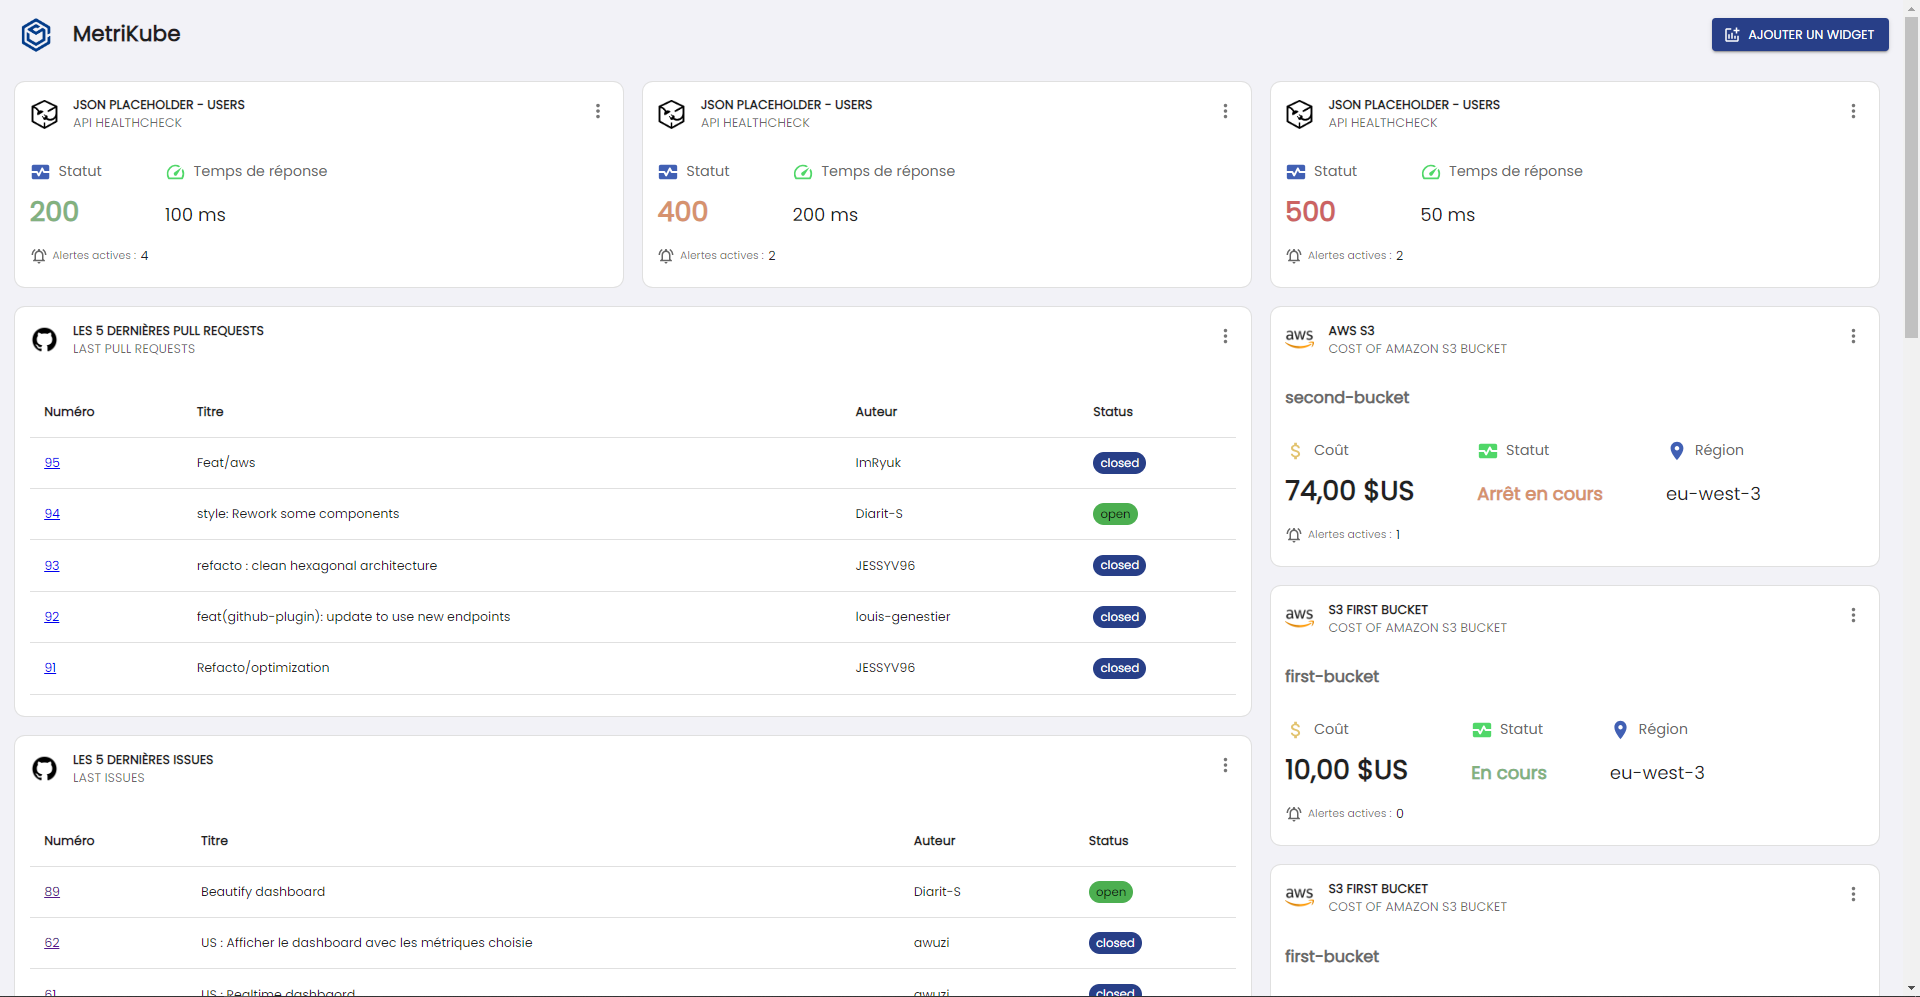 MetriKube
AJOUTER UN WIDGET
JSON PLACEHOLDER - USERS
API HEALTHCHECK
Statut
Temps de réponse
200
100 ms
Alertes actives : 4
JSON PLACEHOLDER - USERS
API HEALTHCHECK
Statut
Temps de réponse
400
200 ms
Alertes actives : 2
JSON PLACEHOLDER - USERS
API HEALTHCHECK
Statut
Temps de réponse
500
50 ms
Alertes actives : 2
LES 5 DERNIÈRES PULL REQUESTS
LAST PULL REQUESTS
Numéro Titre Auteur Status
95 Feat/aws ImRyuk closed
94 style: Rework some components Diarit-S open
93 refacto : clean hexagonal architecture JESSYV96 closed
92 feat(github-plugin): update to use new endpoints louis-genestier closed
91 Refacto/optimization JESSYV96 closed
aws
AWS S3
COST OF AMAZON S3 BUCKET
second-bucket
$ Coût Statut Région
74,00 $US Arrêt en cours eu-west-3
Alertes actives : 1
aws
S3 FIRST BUCKET
COST OF AMAZON S3 BUCKET
first-bucket
$ Coût Statut Région
10,00 $US En cours eu-west-3
Alertes actives : 0
LES 5 DERNIÈRES ISSUES
LAST ISSUES
Numéro Titre Auteur Status
89 Beautify dashboard Diarit-S open
62 US : Afficher le dashboard avec les métriques choisie awuzi closed
61 US : Realtime dashbaord awuzi closed
aws
S3 FIRST BUCKET
COST OF AMAZON S3 BUCKET
first-bucket